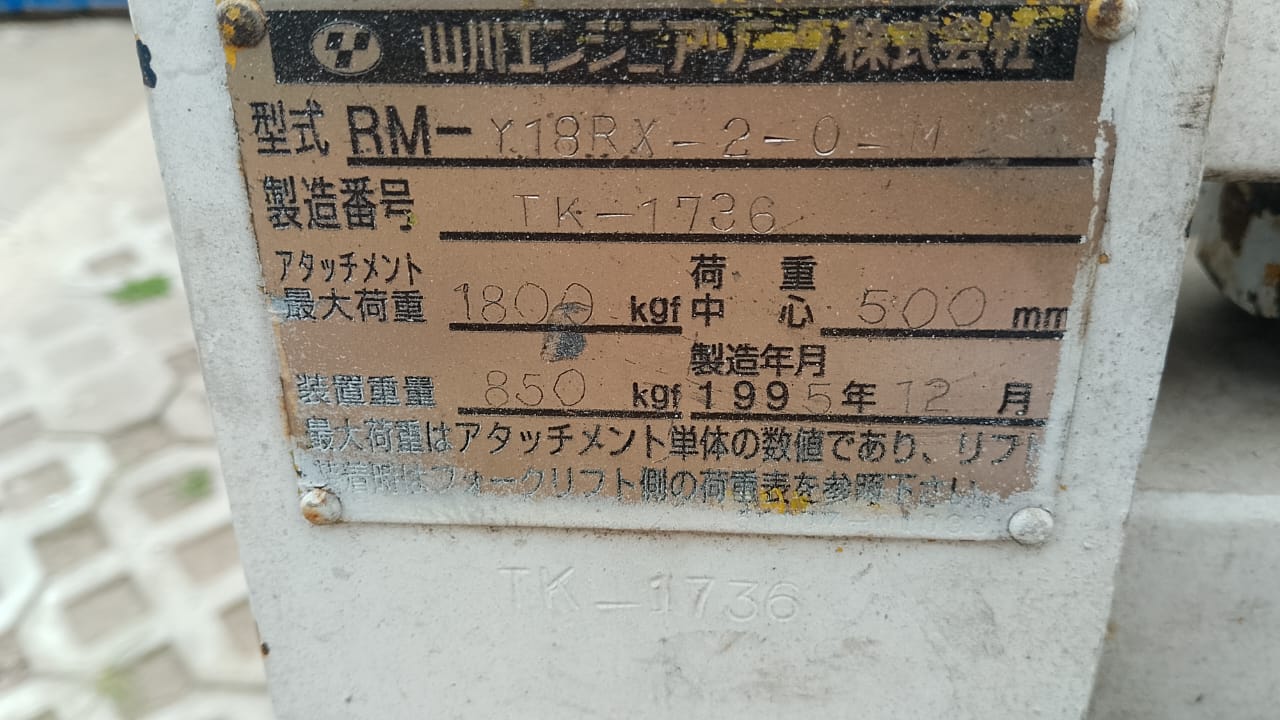 山川エンジニアリング株式会社
型式 RM-Y18RX-2-0-M
製造番号 TK-1736
アタッチメント最大荷重 1800 kgf 荷重中心 500 mm
製造年月
装置重量 850 kgf 1995年12月
最大荷重はアタッチメント単体の数値であり、リフト
装着時はフォークリフト側の荷重表を参照下さい
TK-1736